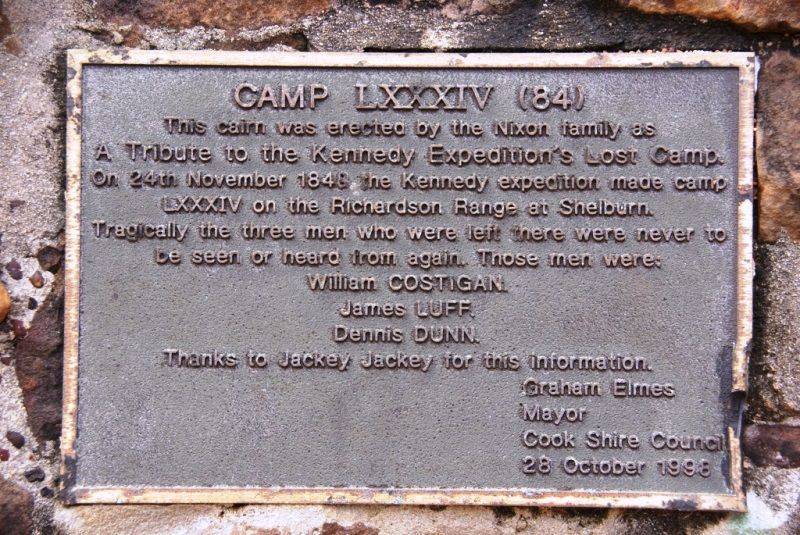 CAMP LXXXIV (84)
This cairn was erected by the Nixon family as
A Tribute to the Kennedy Expedition's Lost Camp.
On 24th November 1848 the Kennedy expedition made camp
LXXXIV on the Richardson Range at Shelburn.
Tragically the three men who were left there were never to
be seen or heard from again. Those men were:
William COSTIGAN.
James LUFF.
Dennis DUNN.
Thanks to Jackey Jackey for this information.
Graham Elmes
Mayor
Cook Shire Council
28 October 1998